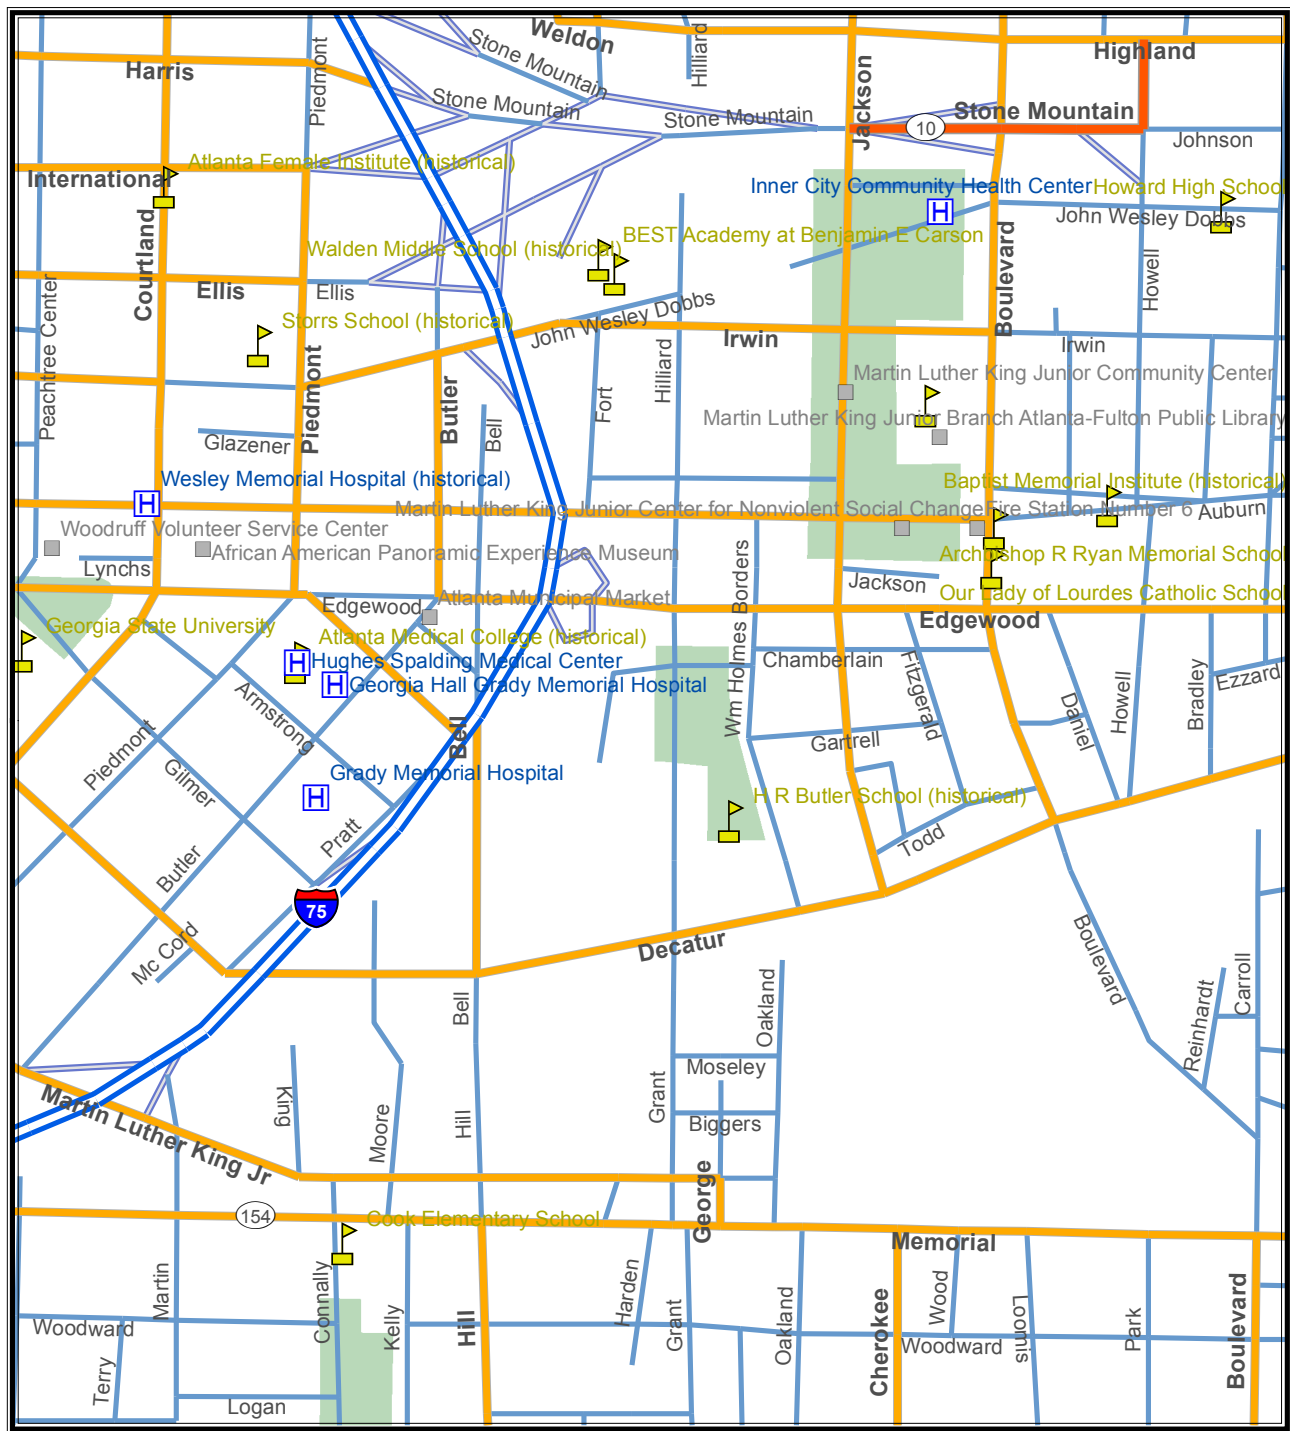 Weldon
Highland
Harris
Piedmont
Stone Mountain
Hilliard
Jackson
Stone Mountain
Stone Mountain
Stone Mountain
10
Johnson
Atlanta Female Institute (historical)
International
Inner City Community Health Center
Howard High School
John Wesley Dobbs
Courtland
Walden Middle School (historical)
BEST Academy at Benjamin E Carson
Boulevard
Howell
Ellis
Ellis
Peachtree Center
Storrs School (historical)
John Wesley Dobbs
Irwin
Irwin
Piedmont
Butler
Bell
Fort
Hilliard
Martin Luther King Junior Community Center
Martin Luther King Junior Branch Atlanta-Fulton Public Library
Glazener
Wesley Memorial Hospital (historical)
H
H
Baptist Memorial Institute (historical)
Martin Luther King Junior Center for Nonviolent Social Change
Fire Station Number 6
Auburn
Woodruff Volunteer Service Center
African American Panoramic Experience Museum
Archbishop R Ryan Memorial School
Lynchs
Jackson
Our Lady of Lourdes Catholic School
Edgewood
Atlanta Municipal Market
Wm Holmes Borders
Edgewood
Georgia State University
Atlanta Medical College (historical)
H
Hughes Spalding Medical Center
Chamberlain
Fitzgerald
H
Georgia Hall Grady Memorial Hospital
Ezzard
Bradley
Howell
Daniel
Armstrong
Bell
Gartrell
Piedmont
Gilmer
Grady Memorial Hospital
H
H R Butler School (historical)
Pratt
Todd
Butler
75
Mc Cord
Decatur
Boulevard
Carroll
Reinhardt
Bell
Oakland
Moseley
Grant
Biggers
King
Moore
Hill
Martin Luther King Jr
George
154
Cook Elementary School
Memorial
Martin
Connally
Kelly
Hill
Harden
Grant
Oakland
Cherokee
Wood
Loomis
Park
Boulevard
Woodward
Woodward
Terry
Logan